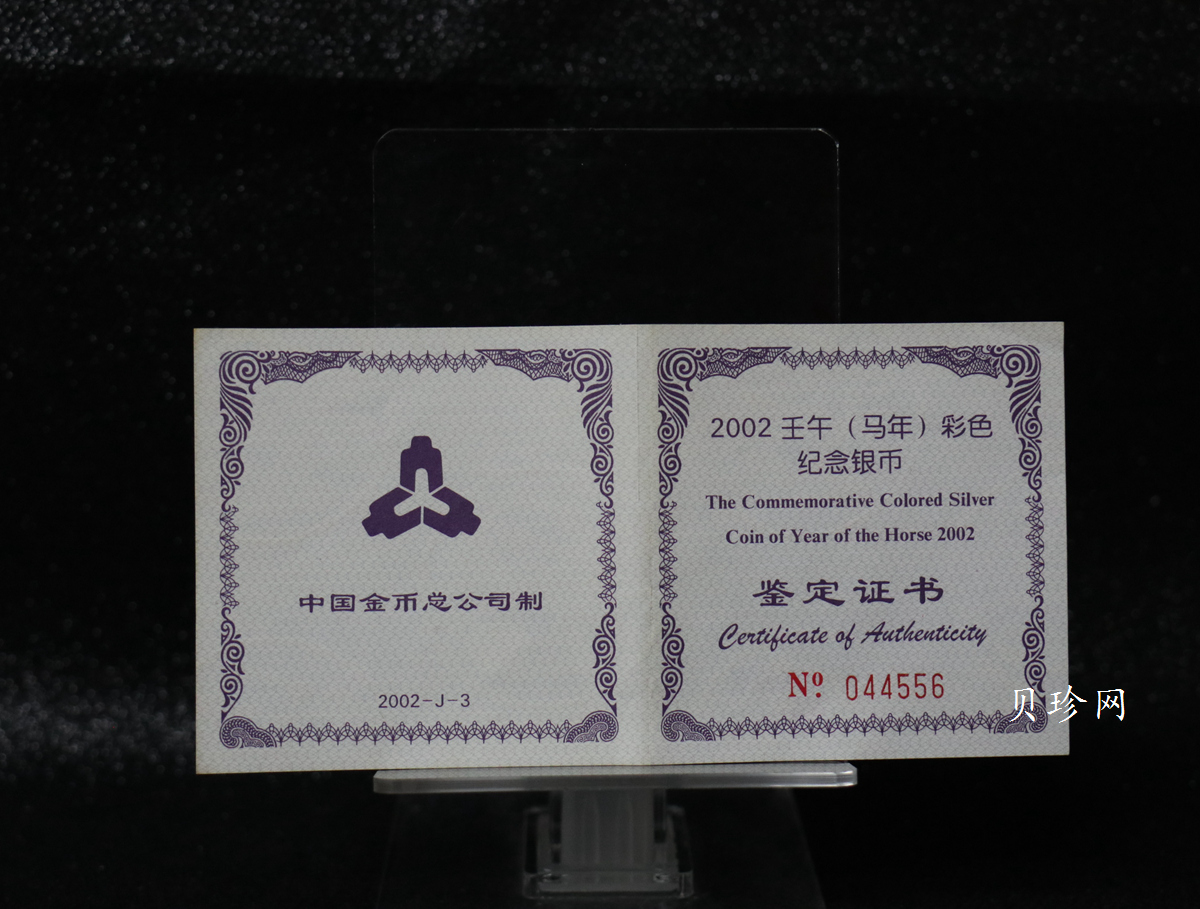 中国金币总公司制
2002-J-3
2002 壬午（马年）彩色
纪念银币
The Commemorative Colored Silver
Coin of Year of the Horse 2002
鉴定证书
Certificate of Authenticity
Nº 044556
贝珍网